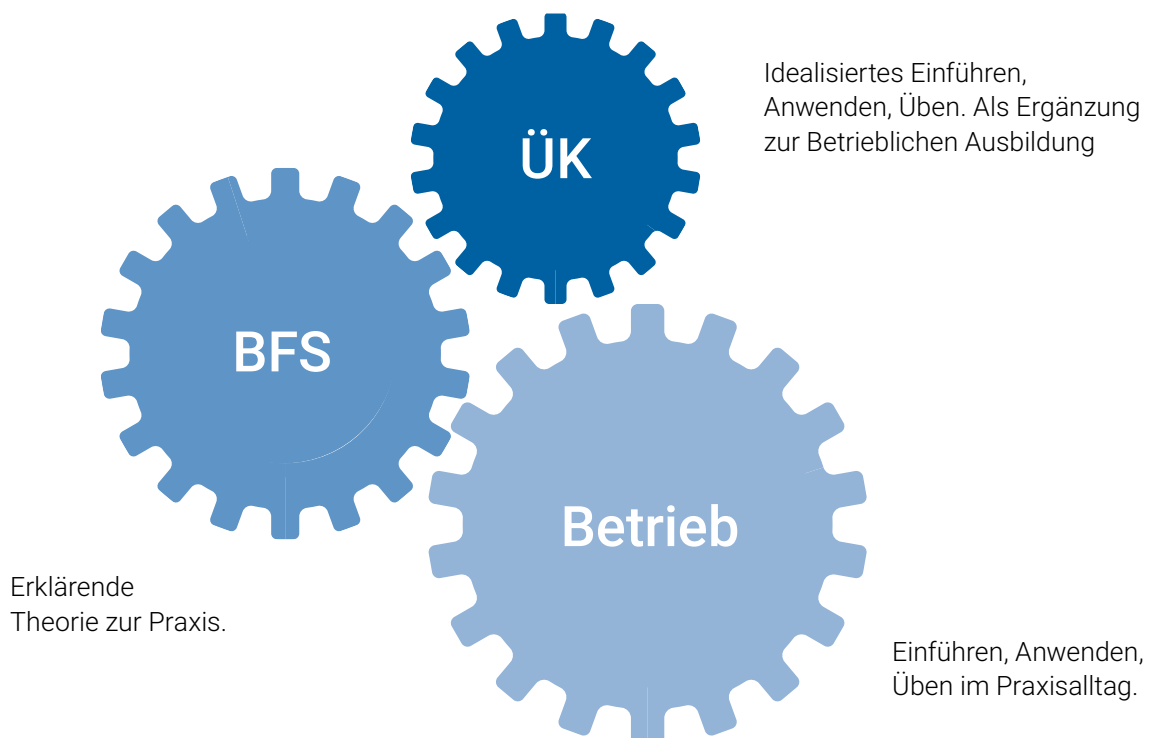 Idealisiertes Einführen,
Anwenden, Üben. Als Ergänzung
zur Betrieblichen Ausbildung
ÜK
BFS
Betrieb
Erklärende
Theorie zur Praxis.
Einführen, Anwenden,
Üben im Praxisalltag.